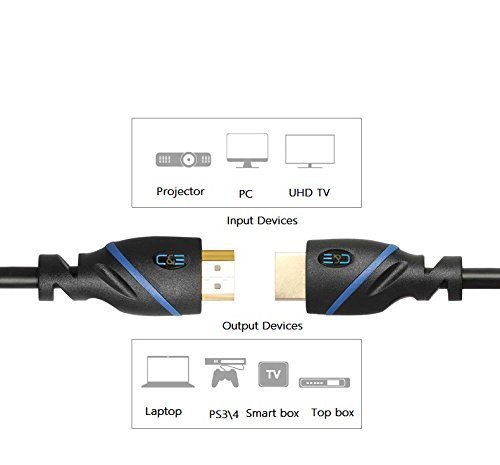 Projector PC UHD TV
Input Devices
C&E C&E
Output Devices
TV
Laptop PS3\4 Smart box Top box